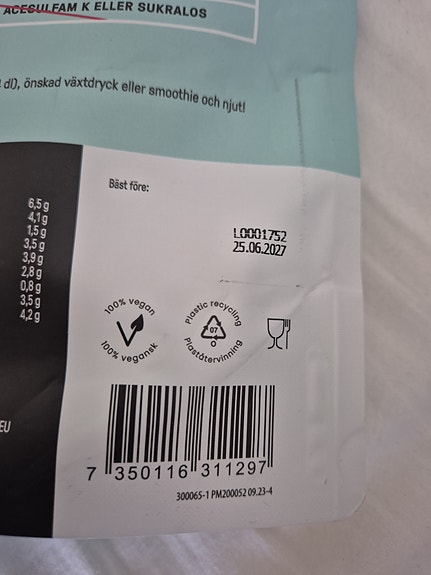 ACESULFAM K ELLER SUKRALOS
dl), önskad växtdryck eller smoothie och njut!
Bäst före:
L0001752
25.06.2027
6,5 g
4,1 g
1,5 g
3,5 g
3,9 g
2,8 g
0,8 g
3,5 g
4,2 g
100% vegan
100% vegansk
Plastic recycling
07
O
Plaståtervinning
EU
7 350116 311297
300065-1 PM200052 09.23-4